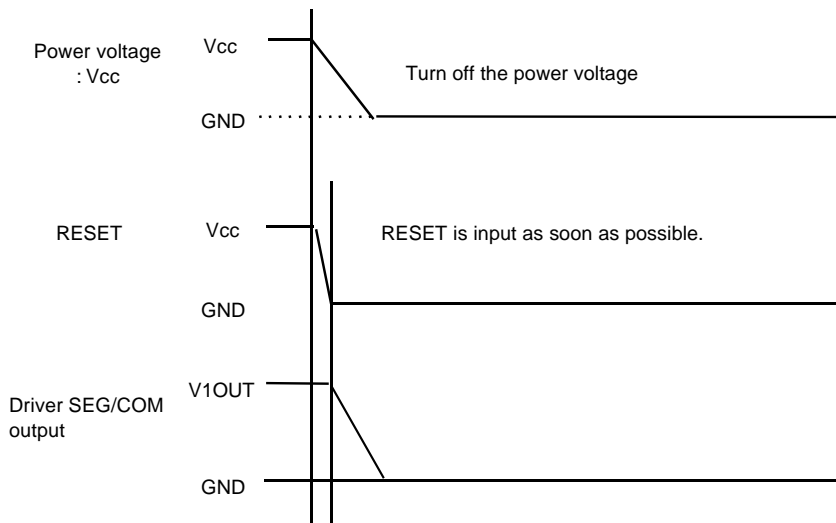 Power voltage
: Vcc
Vcc
Turn off the power voltage
GND
RESET
Vcc
RESET is input as soon as possible.
GND
Driver SEG/COM
output
V1OUT
GND